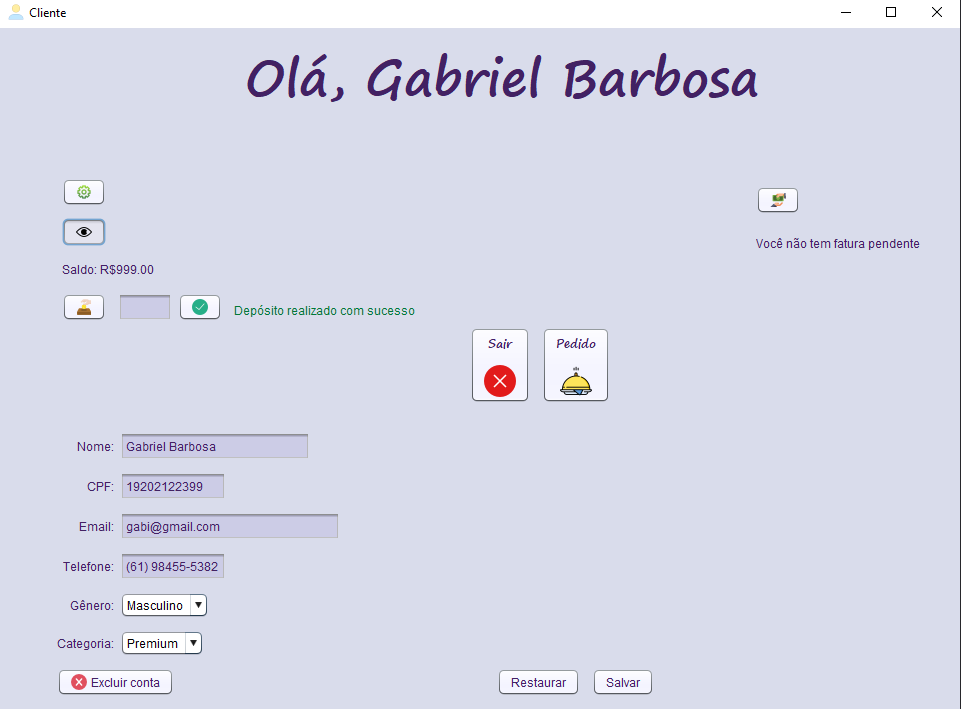 Cliente
Olá, Gabriel Barbosa
Você não tem fatura pendente
Saldo: R$999.00
Depósito realizado com sucesso
Sair
Pedido
Nome: Gabriel Barbosa
CPF: 19202122399
Email: gabi@gmail.com
Telefone: (61) 98455-5382
Gênero: Masculino
Categoria: Premium
Excluir conta
Restaurar
Salvar